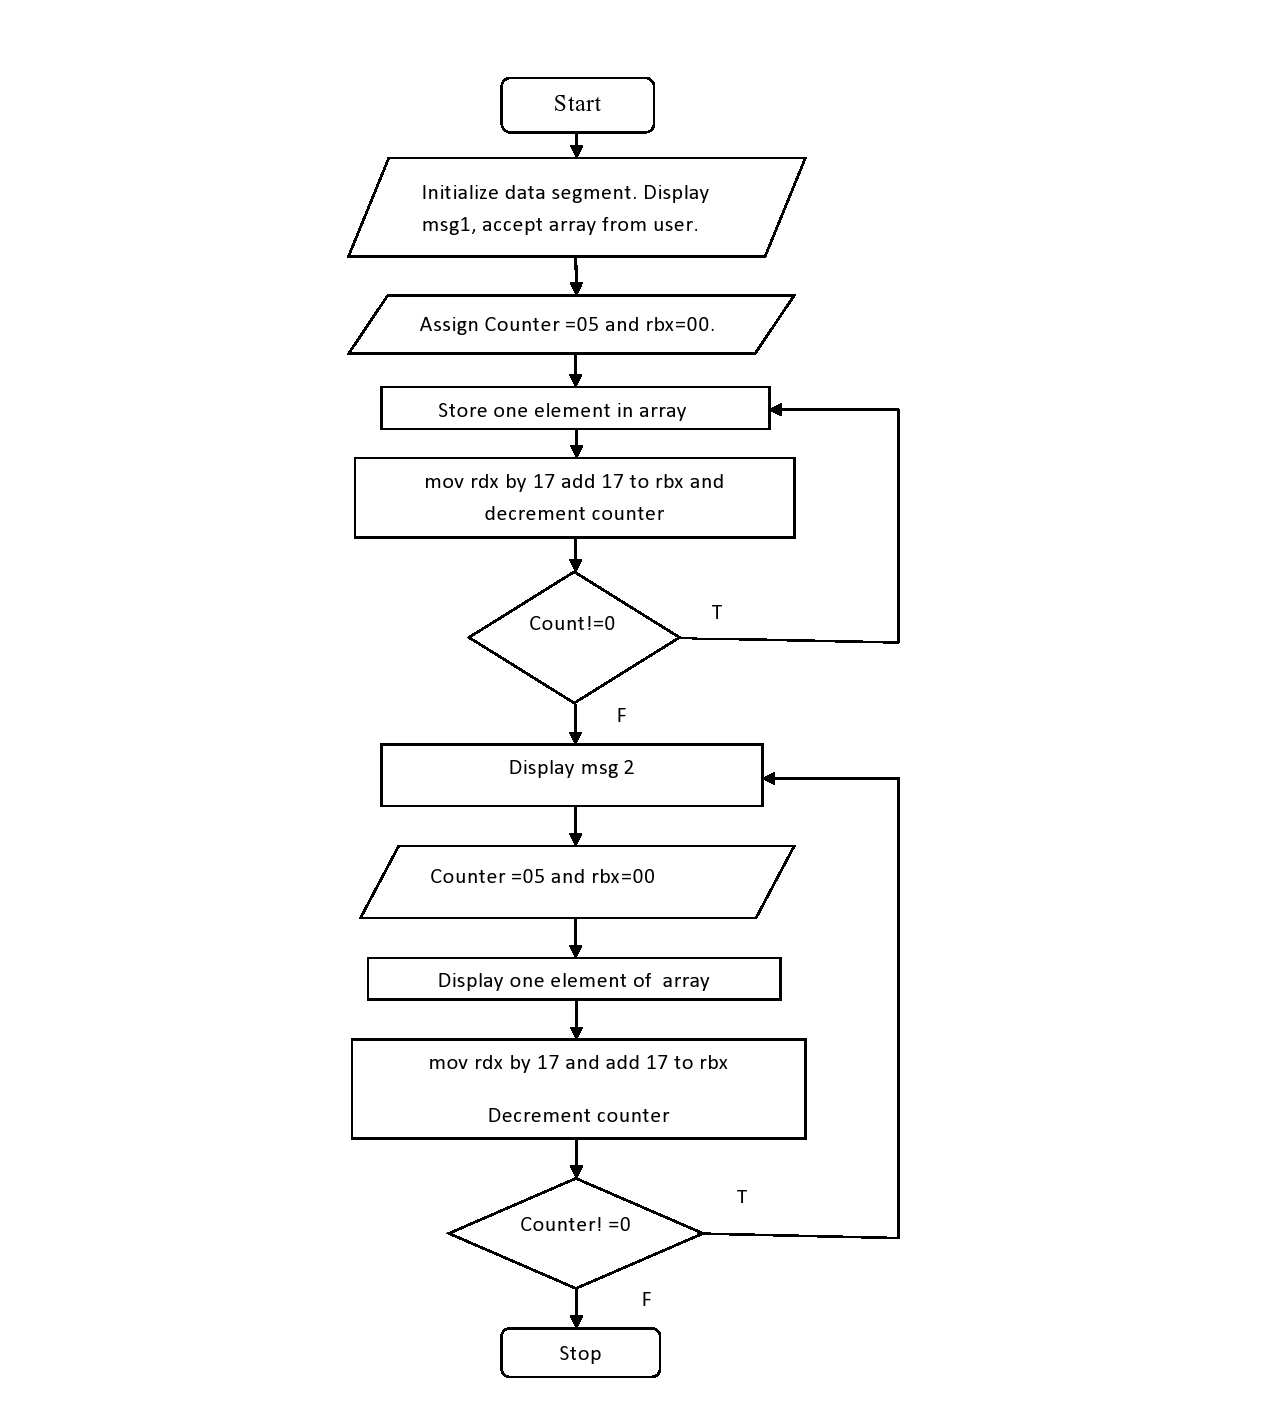 Start
Initialize data segment. Display
msg1, accept array from user.
Assign Counter =05 and rbx=00.
Store one element in array
mov rdx by 17 add 17 to rbx and
decrement counter
Count!=0
T
F
Display msg 2
Counter =05 and rbx=00
Display one element of  array
mov rdx by 17 and add 17 to rbx
Decrement counter
T
Counter! =0
F
Stop